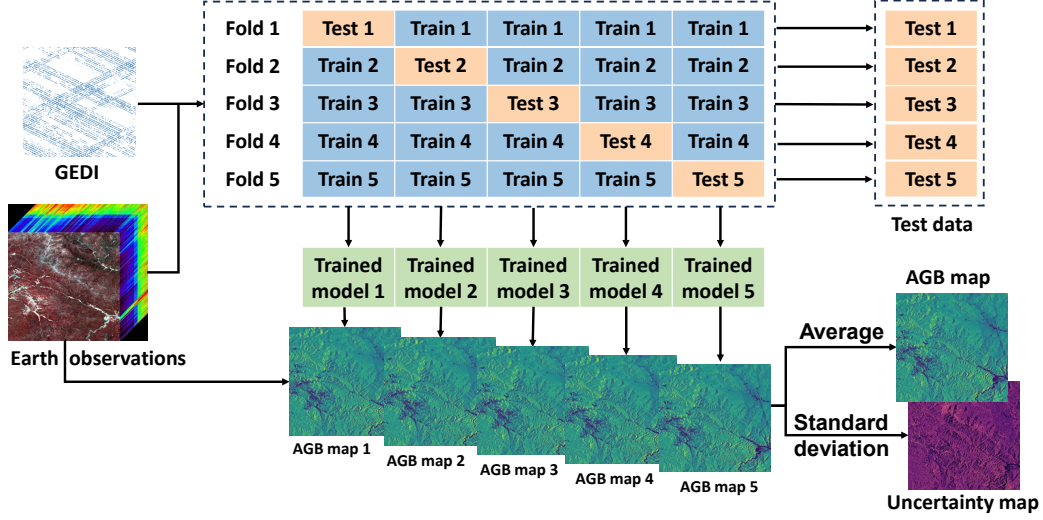 Fold 1 Test 1 Train 1 Train 1 Train 1 Train 1 Test 1
Fold 2 Train 2 Test 2 Train 2 Train 2 Train 2 Test 2
Fold 3 Train 3 Train 3 Test 3 Train 3 Train 3 Test 3
Fold 4 Train 4 Train 4 Train 4 Test 4 Train 4 Test 4
Fold 5 Train 5 Train 5 Train 5 Train 5 Test 5 Test 5
GEDI
Test data
Trained model 1
Trained model 2
Trained model 3
Trained model 4
Trained model 5
Earth observations
AGB map 1
AGB map 2
AGB map 3
AGB map 4
AGB map 5
Average
AGB map
Standard
deviation
Uncertainty map